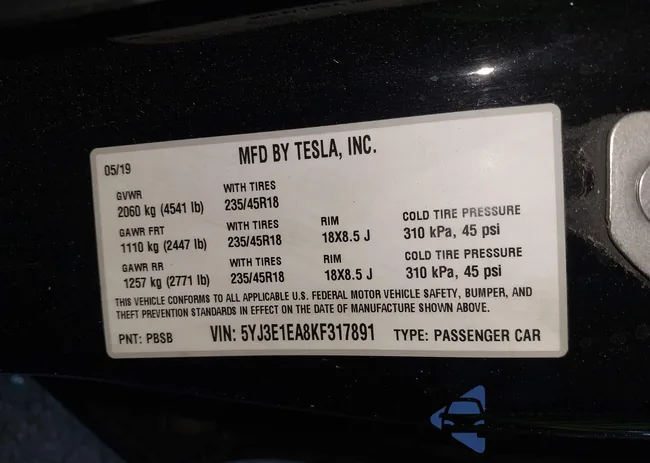 MFD BY TESLA, INC.
05/19
GVWR WITH TIRES
2060 kg (4541 lb) 235/45R18
GAWR FRT WITH TIRES RIM COLD TIRE PRESSURE
1110 kg (2447 lb) 235/45R18 18X8.5 J 310 kPa, 45 psi
GAWR RR WITH TIRES RIM COLD TIRE PRESSURE
1257 kg (2771 lb) 235/45R18 18X8.5 J 310 kPa, 45 psi
THIS VEHICLE CONFORMS TO ALL APPLICABLE U.S. FEDERAL MOTOR VEHICLE SAFETY, BUMPER, AND
THEFT PREVENTION STANDARDS IN EFFECT ON THE DATE OF MANUFACTURE SHOWN ABOVE.
PNT: PBSB VIN: 5YJ3E1EA8KF317891 TYPE: PASSENGER CAR